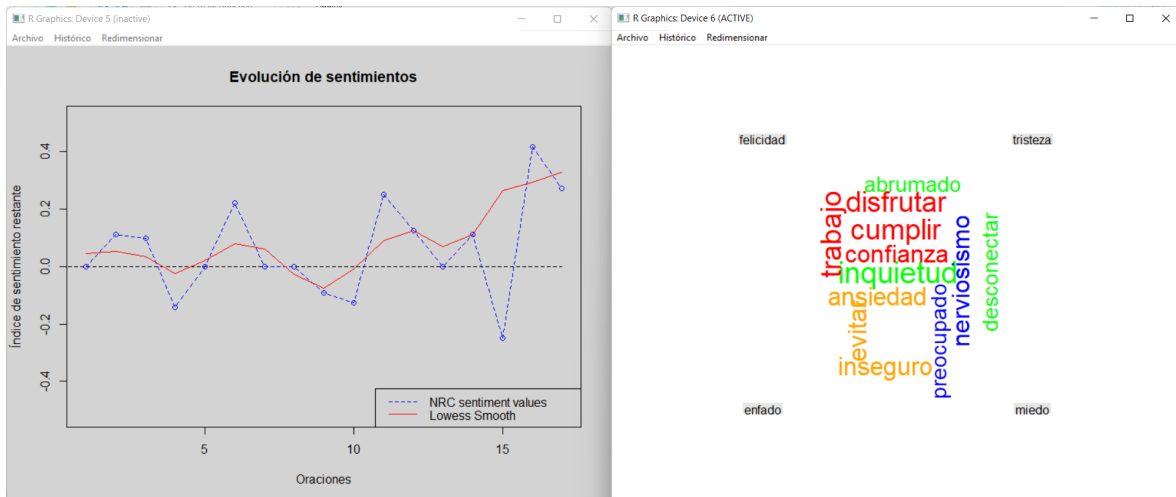 R Graphics: Device 5 (inactive)
Archivo Histórico Redimensionar
Evolución de sentimientos
Índice de sentimiento restante
0.4
0.2
0.0
-0.2
-0.4
NRC sentiment values
Lowess Smooth
5 10 15
Oraciones
R Graphics: Device 6 (ACTIVE)
Archivo Histórico Redimensionar
felicidad tristeza
abrumado
disfrutar
trabajo
cumplir
confianza
inquietud
nerviosismo
desconectar
ansiedad
evitar
preocupado
inseguro
enfado miedo